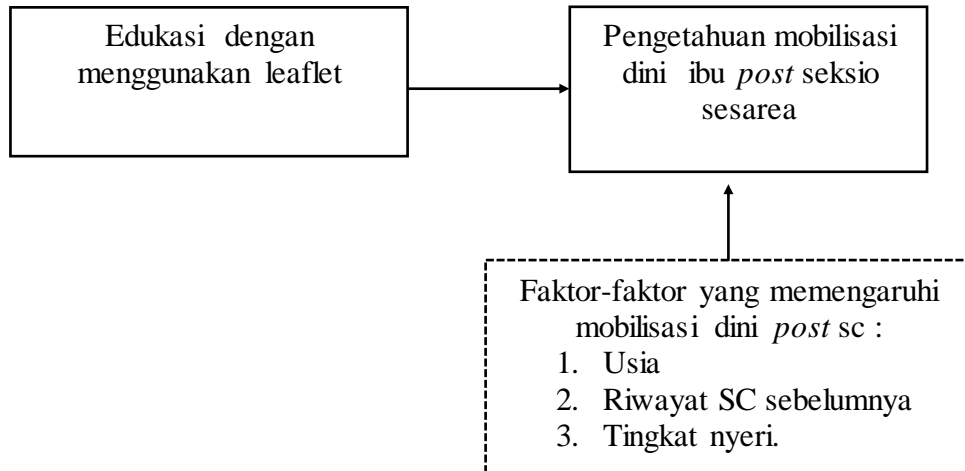 Edukasi dengan
menggunakan leaflet
Pengetahuan mobilisasi
dini ibu post seksio
sesarea
Faktor-faktor yang memengaruhi
mobilisasi dini post sc :
1. Usia
2. Riwayat SC sebelumnya
3. Tingkat nyeri.